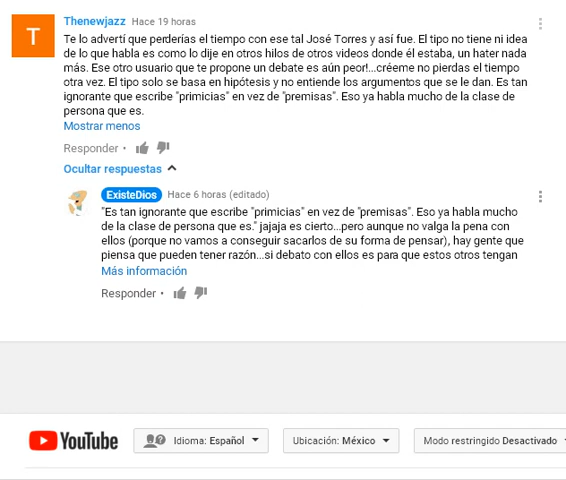 T
Thenewjazz Hace 19 horas
Te lo advertí que perderías el tiempo con ese tal José Torres y así fue. El tipo no tiene ni idea
de lo que habla es como lo dije en otros hilos de otros videos donde él estaba, un hater nada
más. Ese otro usuario que te propone un debate es aún peor!...créeme no pierdas el tiempo
otra vez. El tipo solo se basa en hipótesis y no entiende los argumentos que se le dan. Es tan
ignorante que escribe "primicias" en vez de "premisas". Eso ya habla mucho de la clase de
persona que es.
Mostrar menos
Responder •
Ocultar respuestas
ExisteDios Hace 6 horas (editado)
"Es tan ignorante que escribe "primicias" en vez de "premisas". Eso ya habla mucho
de la clase de persona que es." jajaja es cierto...pero aunque no valga la pena con
ellos (porque no vamos a conseguir sacarlos de su forma de pensar), hay gente que
piensa que pueden tener razón...si debato con ellos es para que estos otros tengan
Más información
Responder •
YouTube Idioma: Español Ubicación: México Modo restringido Desactivado